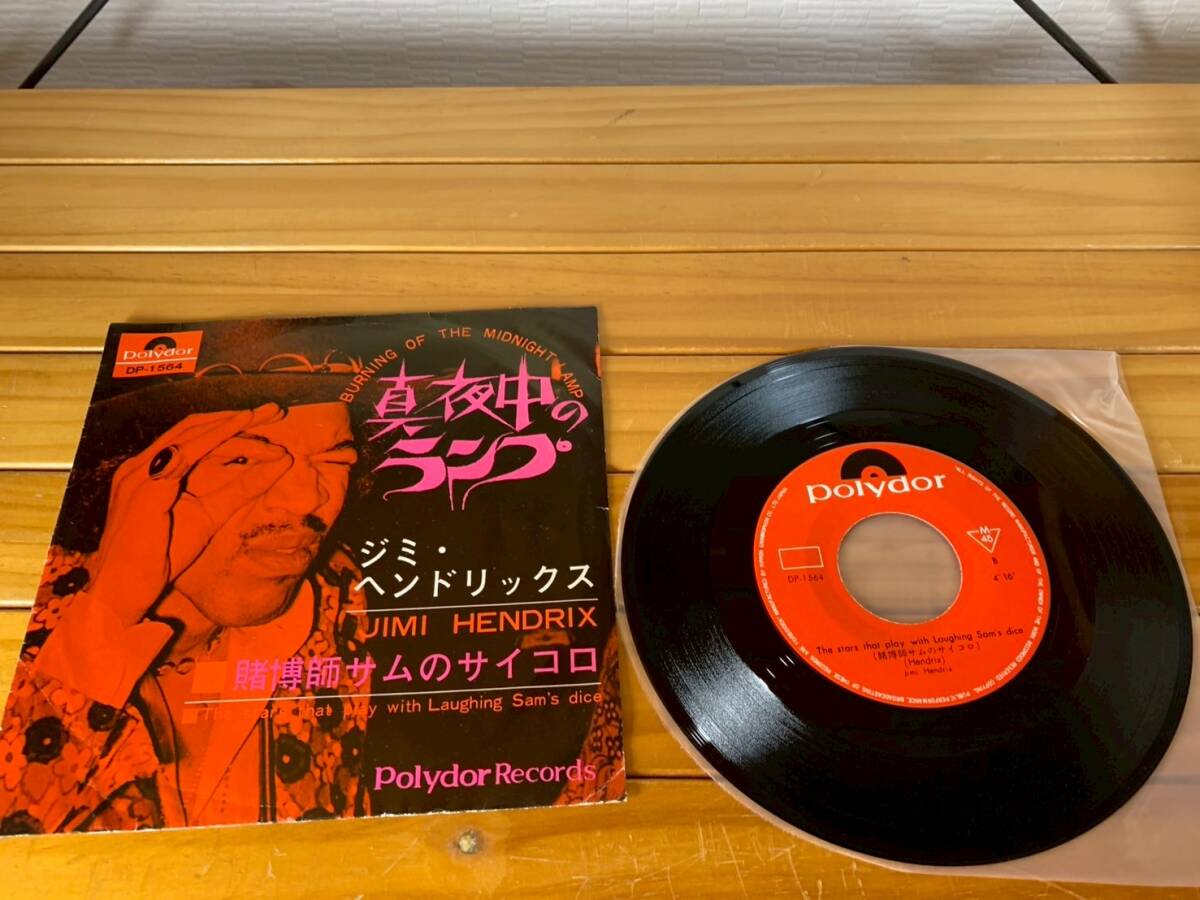 polydor
DP-1564
BURNING OF THE MIDNIGHT LAMP
真夜中の
ランプ
ジミ・
ヘンドリックス
JIMI HENDRIX
賭博師サムのサイコロ
that play with Laughing Sam's dice
polydor Records
polydor
DP-1564
M
45
B
4'16"
The stars that play with Laughing Sam's dice
(賭博師サムのサイコロ)
(Hendrix)
Jimi Hendrix